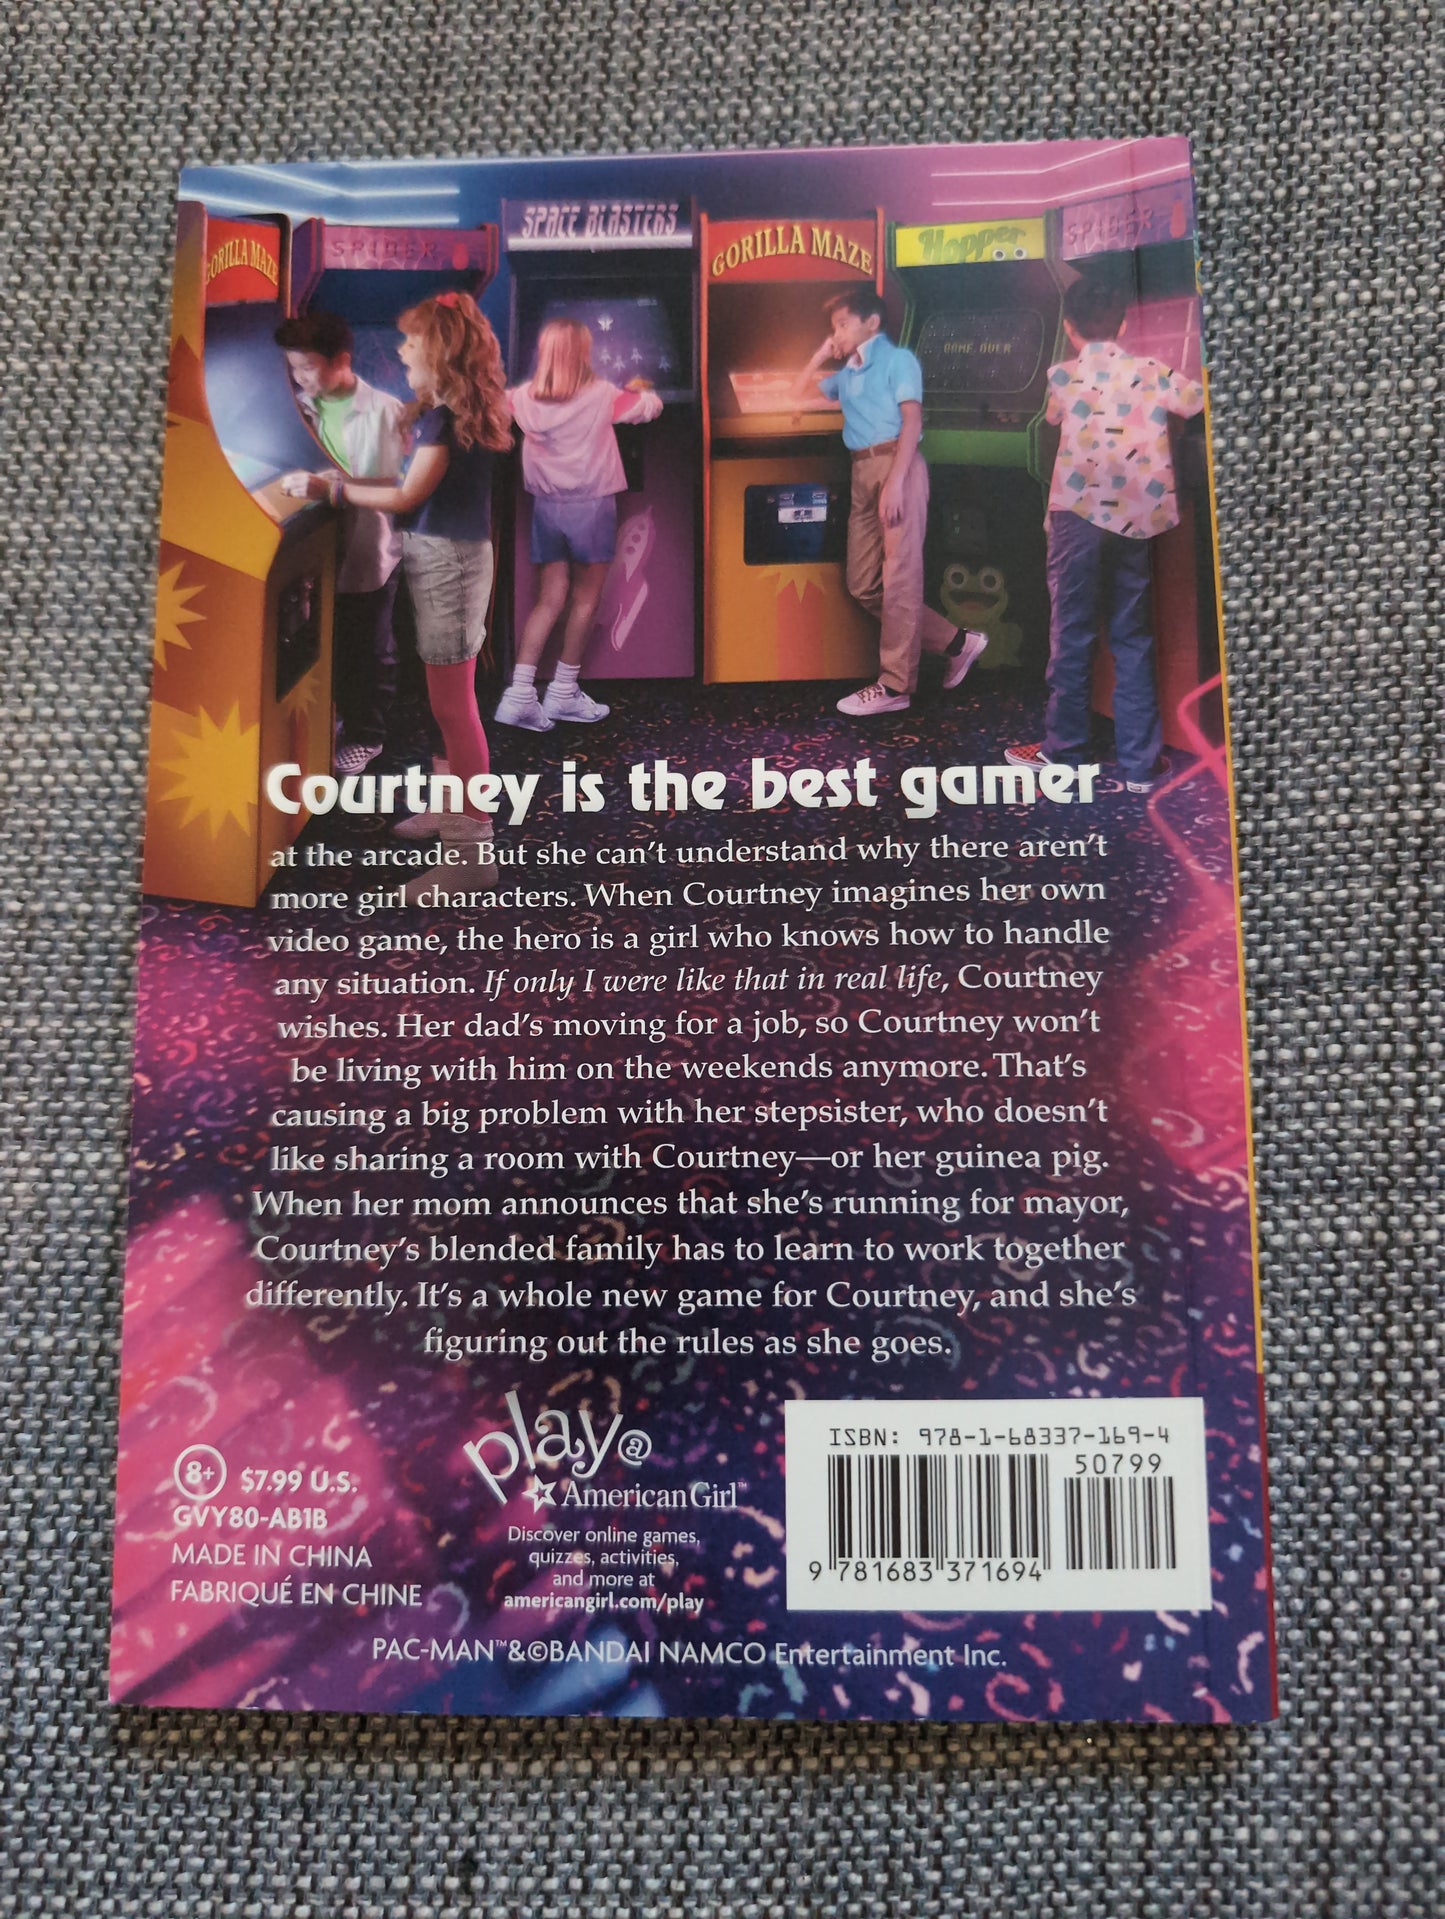 GORILLA MAZE
SPIDER
SPACE BLASTERS
GORILLA MAZE
Hopper
SPIDER
GAME OVER
Courtney is the best gamer
at the arcade. But she can't understand why there aren't
more girl characters. When Courtney imagines her own
video game, the hero is a girl who knows how to handle
any situation. If only I were like that in real life, Courtney
wishes. Her dad's moving for a job, so Courtney won't
be living with him on the weekends anymore. That's
causing a big problem with her stepsister, who doesn't
like sharing a room with Courtney—or her guinea pig.
When her mom announces that she's running for mayor,
Courtney's blended family has to learn to work together
differently. It's a whole new game for Courtney, and she's
figuring out the rules as she goes.
8+ $7.99 U.S.
GVY80-AB1B
MADE IN CHINA
FABRIQUÉ EN CHINE
play@
American Girl™
Discover online games,
quizzes, activities,
and more at
americangirl.com/play
ISBN: 978-1-68337-169-4
50799
9 781683 371694
PAC-MAN™&©BANDAI NAMCO Entertainment Inc.